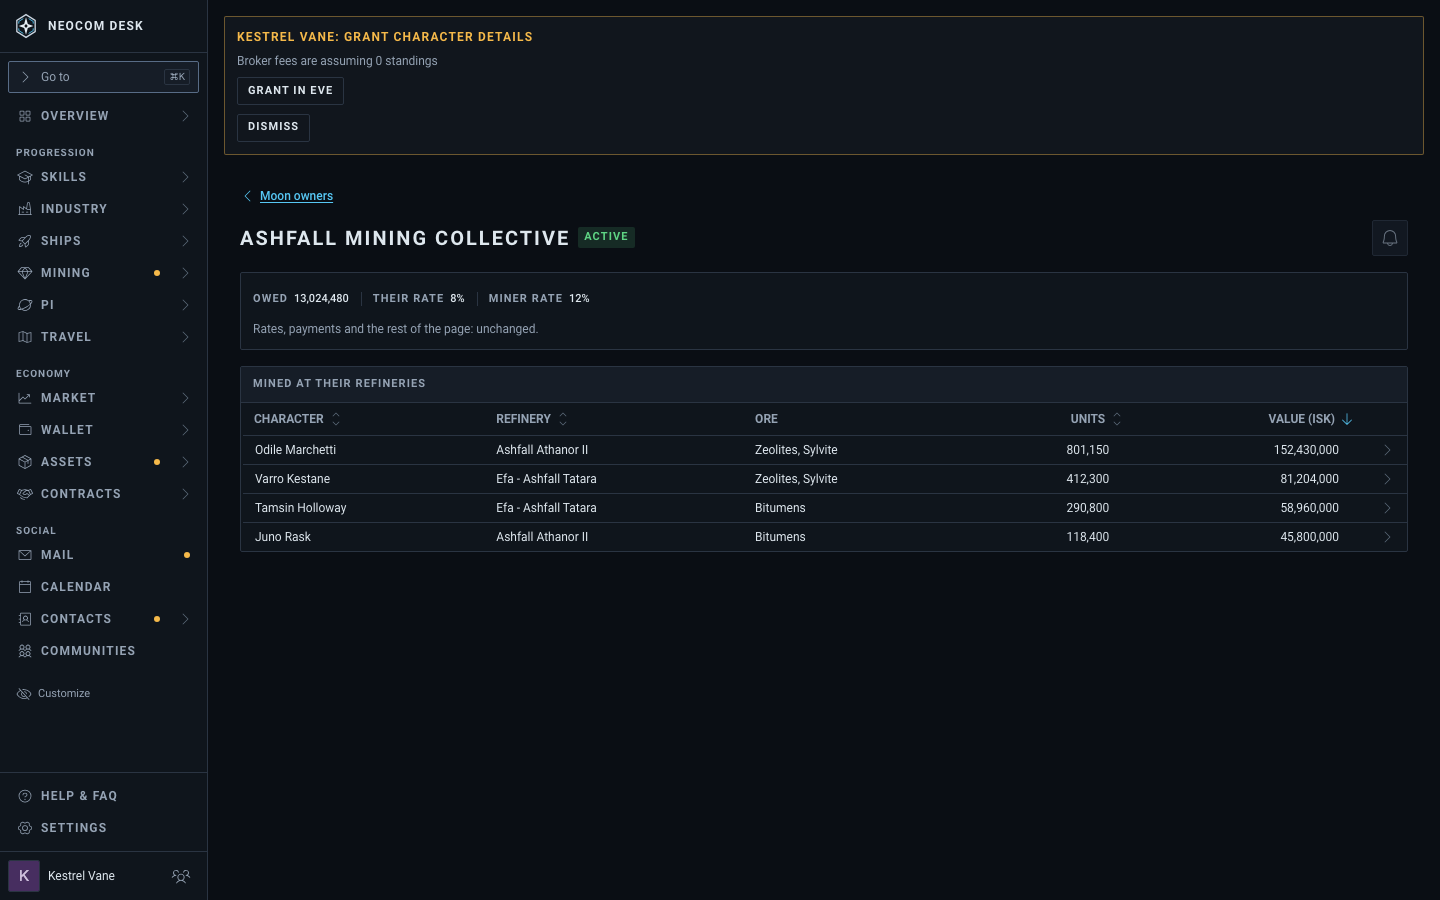 NEOCOM DESK
Go to ⌘K
OVERVIEW
PROGRESSION
SKILLS
INDUSTRY
SHIPS
MINING
PI
TRAVEL
ECONOMY
MARKET
WALLET
ASSETS
CONTRACTS
SOCIAL
MAIL
CALENDAR
CONTACTS
COMMUNITIES
Customize
HELP & FAQ
SETTINGS
K Kestrel Vane
KESTREL VANE: GRANT CHARACTER DETAILS
Broker fees are assuming 0 standings
GRANT IN EVE
DISMISS
Moon owners
ASHFALL MINING COLLECTIVE ACTIVE
OWED 13,024,480 THEIR RATE 8% MINER RATE 12%
Rates, payments and the rest of the page: unchanged.
MINED AT THEIR REFINERIES
CHARACTER REFINERY ORE UNITS VALUE (ISK)
Odile Marchetti Ashfall Athanor II Zeolites, Sylvite 801,150 152,430,000
Varro Kestane Efa - Ashfall Tatara Zeolites, Sylvite 412,300 81,204,000
Tamsin Holloway Efa - Ashfall Tatara Bitumens 290,800 58,960,000
Juno Rask Ashfall Athanor II Bitumens 118,400 45,800,000